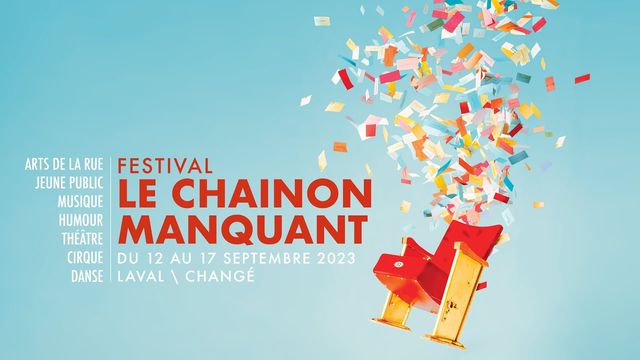 ARTS DE LA RUE
JEUNE PUBLIC
MUSIQUE
HUMOUR
THÉÂTRE
CIRQUE
DANSE
FESTIVAL
LE CHAINON
MANQUANT
DU 12 AU 17 SEPTEMBRE 2023
LAVAL \ CHANGÉ